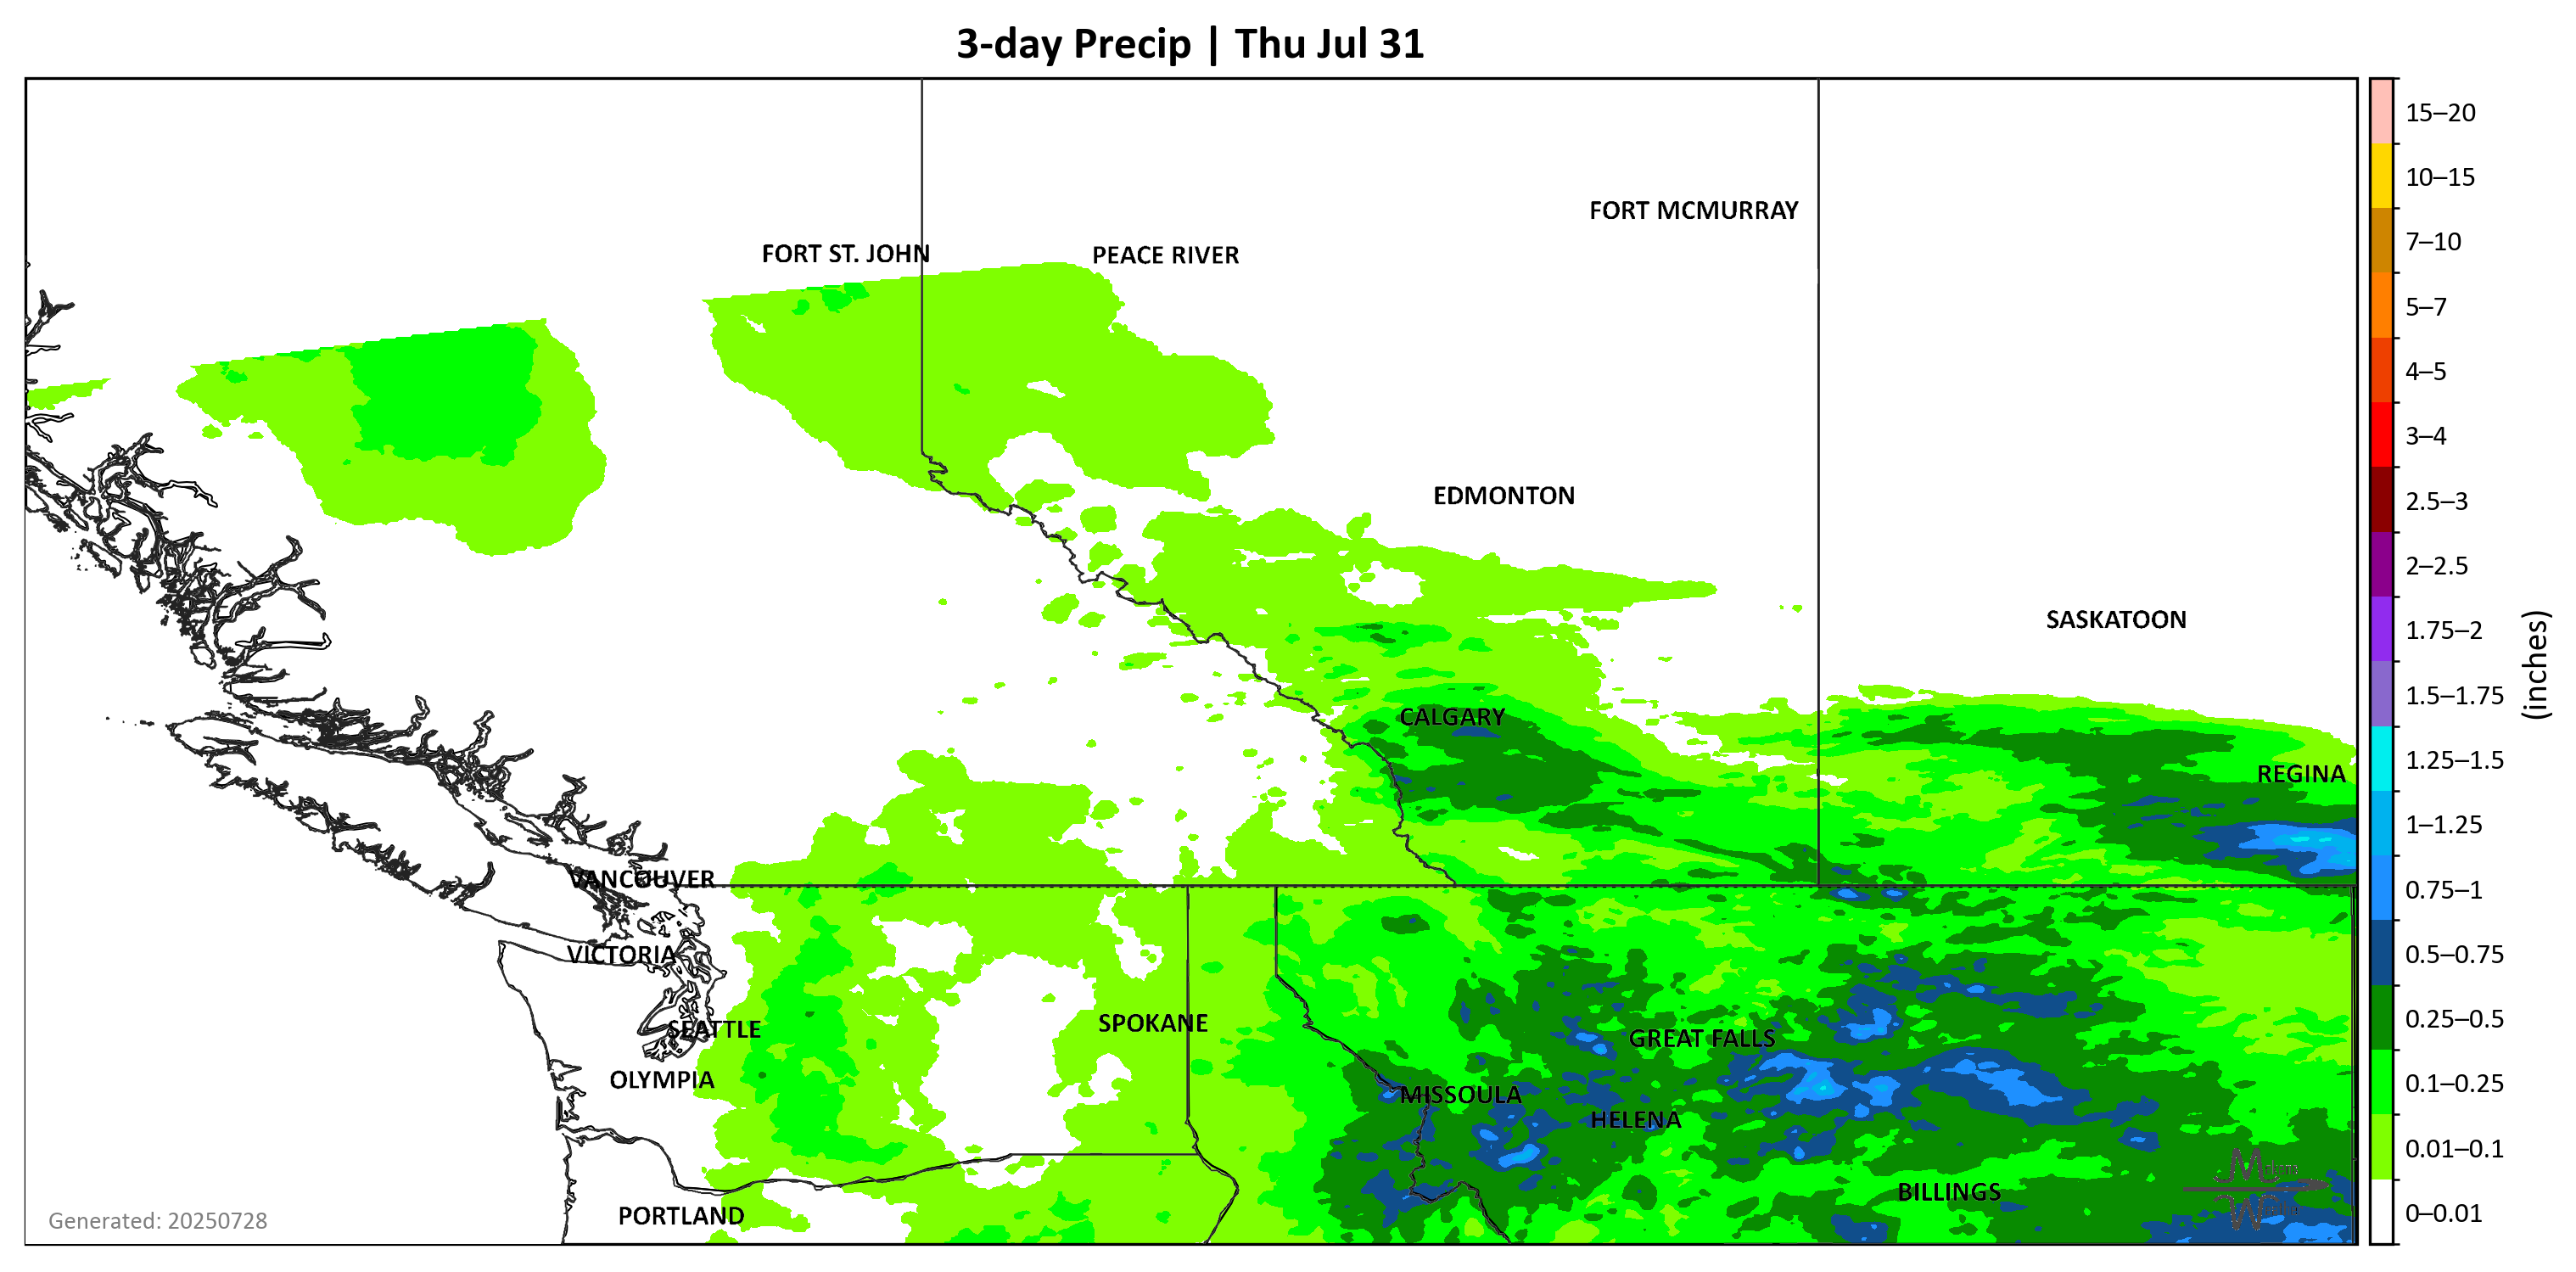 3-day Precip | Thu Jul 31
FORT MCMURRAY
FORT ST. JOHN
PEACE RIVER
EDMONTON
SASKATOON
CALGARY
REGINA
VANCOUVER
VICTORIA
SEATTLE
SPOKANE
GREAT FALLS
OLYMPIA
MISSOULA
HELENA
BILLINGS
PORTLAND
Generated: 20250728
15–20
10–15
7–10
5–7
4–5
3–4
2.5–3
2–2.5
1.75–2
1.5–1.75
1.25–1.5
1–1.25
0.75–1
0.5–0.75
0.25–0.5
0.1–0.25
0.01–0.1
0–0.01
(inches)